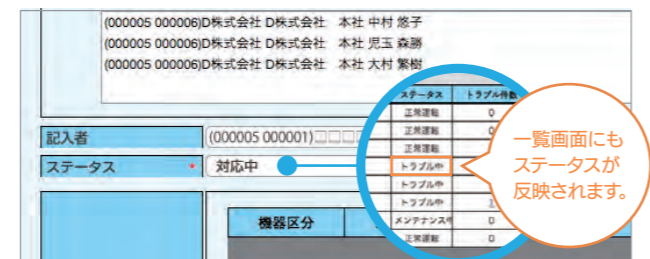 (000005 000006)D株式会社 D株式会社　本社 中村 悠子
(000005 000006)D株式会社 D株式会社　本社 児玉 森勝
(000005 000006)D株式会社 D株式会社　本社 大村 繁樹
ステータス トラブル件数
正常運転 0
正常運転 0
正常運転
トラブル中
トラブル中
トラブル中
メンテナンス中 0
正常運転 0
一覧画面にも
ステータスが
反映されます。
記入者 (000005 000001)□□□
ステータス * 対応中
機器区分